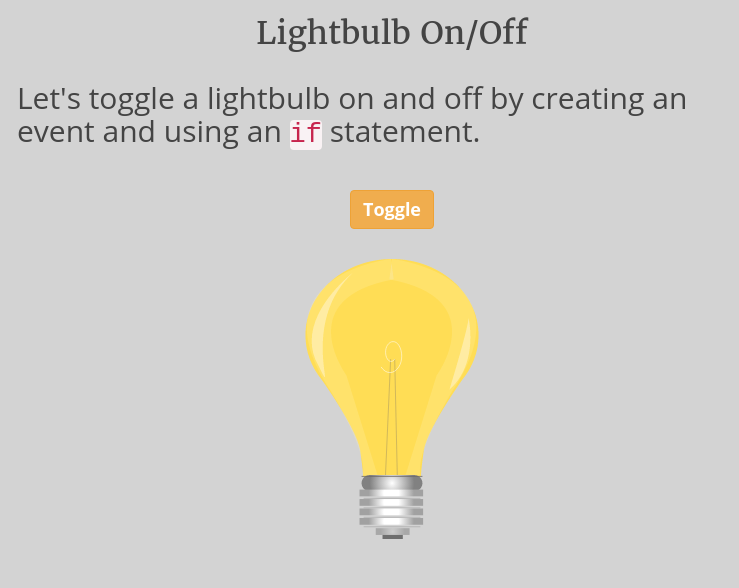 Lightbulb On/Off
Let's toggle a lightbulb on and off by creating an
event and using an if statement.
Toggle